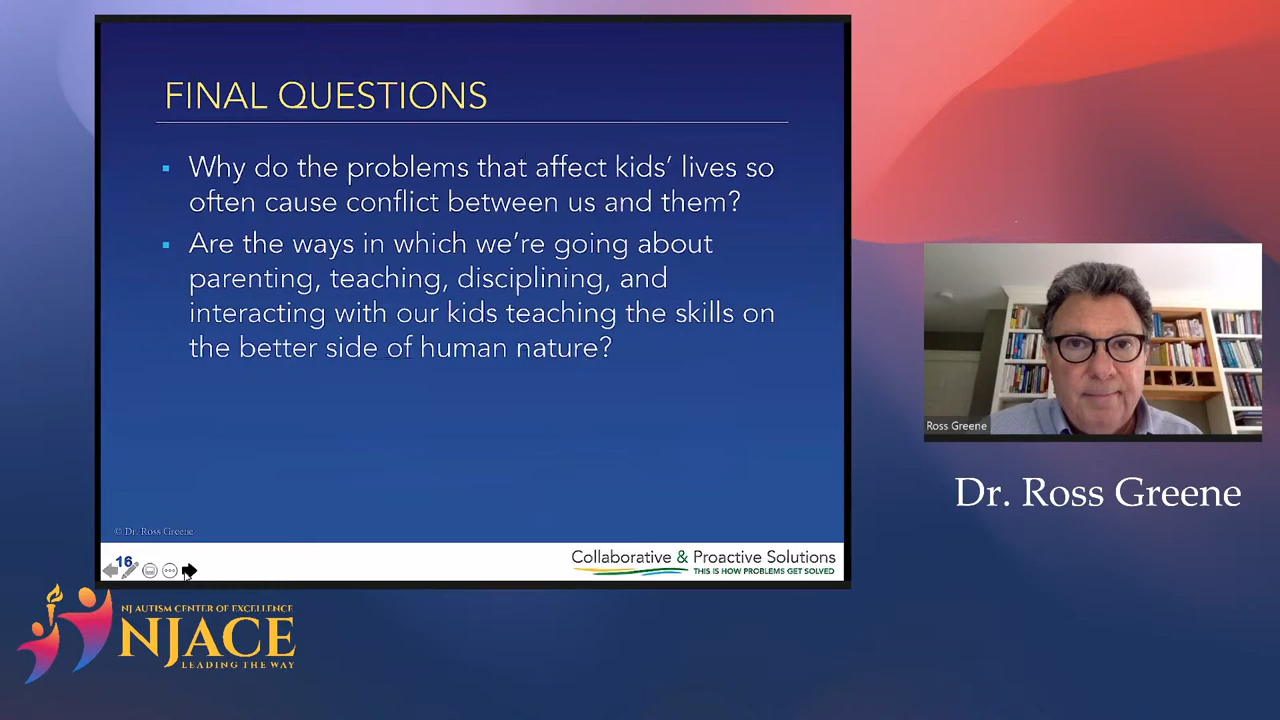 FINAL QUESTIONS
▪ Why do the problems that affect kids’ lives so
often cause conflict between us and them?
▪ Are the ways in which we’re going about
parenting, teaching, disciplining, and
interacting with our kids teaching the skills on
the better side of human nature?
© Dr. Ross Greene
16
Collaborative & Proactive Solutions
THIS IS HOW PROBLEMS GET SOLVED
Ross Greene
Dr. Ross Greene
NJ AUTISM CENTER OF EXCELLENCE
NJACE
LEADING THE WAY